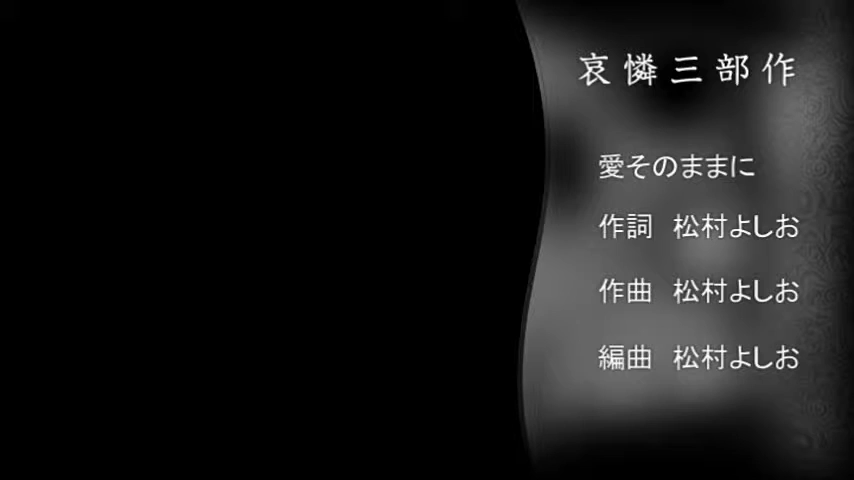 哀憐三部作
愛そのままに
作詞 松村よしお
作曲 松村よしお
編曲 松村よしお